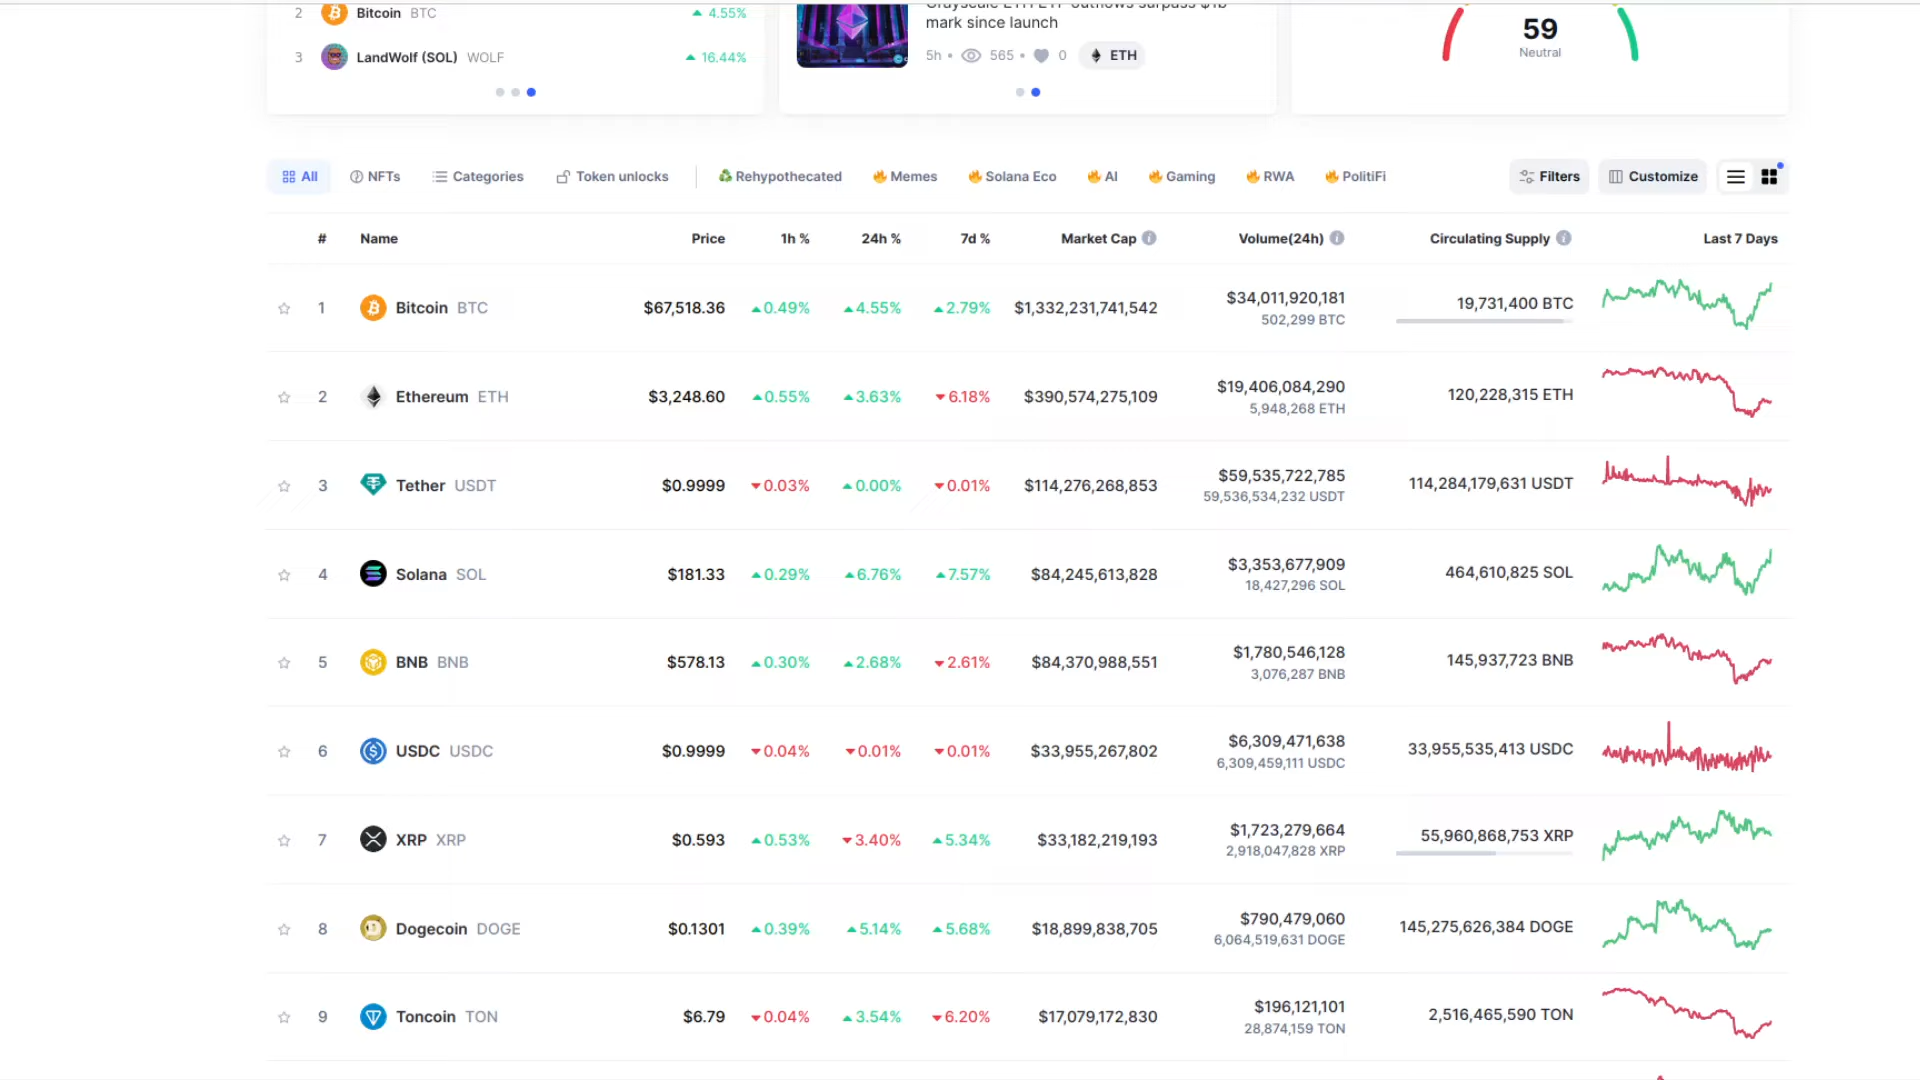 2 Bitcoin BTC 4.55%
3 LandWolf (SOL) WOLF 16.44%
mark since launch
5h • 565 • 0 ETH
59
Neutral
All NFTs Categories Token unlocks Rehypothecated Memes Solana Eco AI Gaming RWA PolitiFi Filters Customize
# Name Price 1h % 24h % 7d % Market Cap Volume(24h) Circulating Supply Last 7 Days
1 Bitcoin BTC $67,518.36 0.49% 4.55% 2.79% $1,332,231,741,542 $34,011,920,181 19,731,400 BTC
502,299 BTC
2 Ethereum ETH $3,248.60 0.55% 3.63% 6.18% $390,574,275,109 $19,406,084,290 120,228,315 ETH
5,948,268 ETH
3 Tether USDT $0.9999 0.03% 0.00% 0.01% $114,276,268,853 $59,535,722,785 114,284,179,631 USDT
59,536,534,232 USDT
4 Solana SOL $181.33 0.29% 6.76% 7.57% $84,245,613,828 $3,353,677,909 464,610,825 SOL
18,427,296 SOL
5 BNB BNB $578.13 0.30% 2.68% 2.61% $84,370,988,551 $1,780,546,128 145,937,723 BNB
3,076,287 BNB
6 USDC USDC $0.9999 0.04% 0.01% 0.01% $33,955,267,802 $6,309,471,638 33,955,535,413 USDC
6,309,459,111 USDC
7 XRP XRP $0.593 0.53% 3.40% 5.34% $33,182,219,193 $1,723,279,664 55,960,868,753 XRP
2,918,047,828 XRP
8 Dogecoin DOGE $0.1301 0.39% 5.14% 5.68% $18,899,838,705 $790,479,060 145,275,626,384 DOGE
6,064,519,631 DOGE
9 Toncoin TON $6.79 0.04% 3.54% 6.20% $17,079,172,830 $196,121,101 2,516,465,590 TON
28,874,159 TON